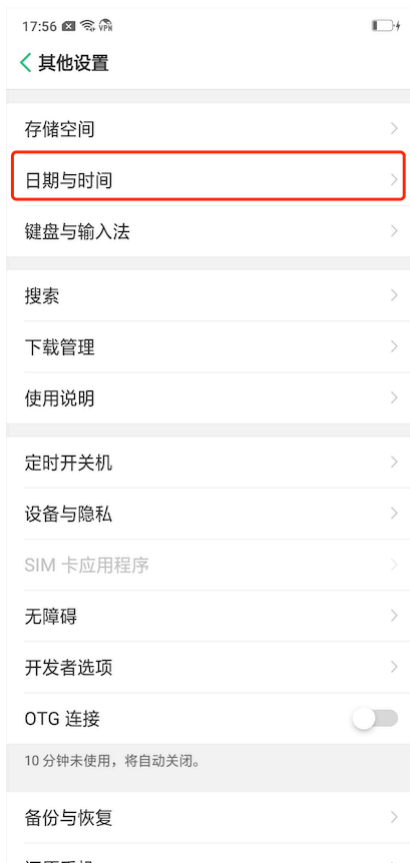 17:56 VPN
其他设置
存储空间
日期与时间
键盘与输入法
搜索
下载管理
使用说明
定时开关机
设备与隐私
SIM 卡应用程序
无障碍
开发者选项
OTG 连接
10 分钟未使用，将自动关闭。
备份与恢复